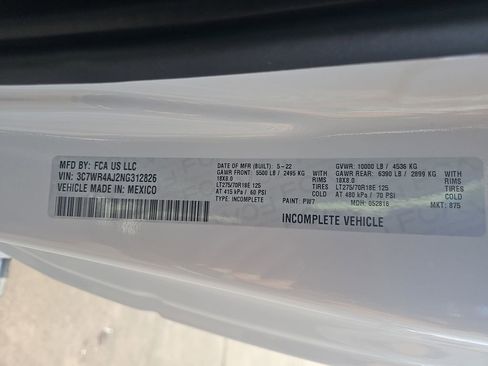 MFD BY: FCA US LLC
VIN: 3C7WR4AJ2NG312826
VEHICLE MADE IN: MEXICO
DATE OF MFR (BUILT): 5-22
GAWR FRONT: 5500 LB / 2495 KG
18X8.0
LT275/70R18E 125
AT 415 kPa / 60 PSI
TYPE: INCOMPLETE
WITH
RIMS
TIRES
COLD
PAINT: PW7
GVWR: 10000 LB / 4536 KG
GAWR REAR: 6390 LB / 2899 KG
18X8.0
LT275/70R18E 125
AT 480 kPa / 70 PSI
MDH: 052816
WITH
RIMS
TIRES
COLD
MKT: 875
INCOMPLETE VEHICLE